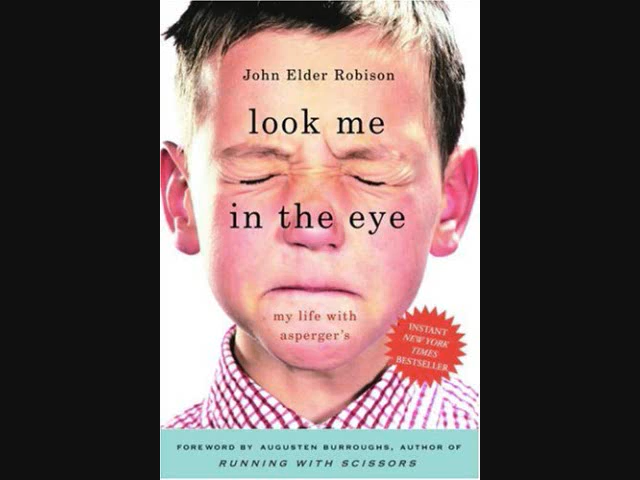 John Elder Robison
look me
in the eye
my life with
asperger's
INSTANT
NEW YORK
TIMES
BESTSELLER
FOREWORD BY AUGUSTEN BURROUGHS, AUTHOR OF
RUNNING WITH SCISSORS